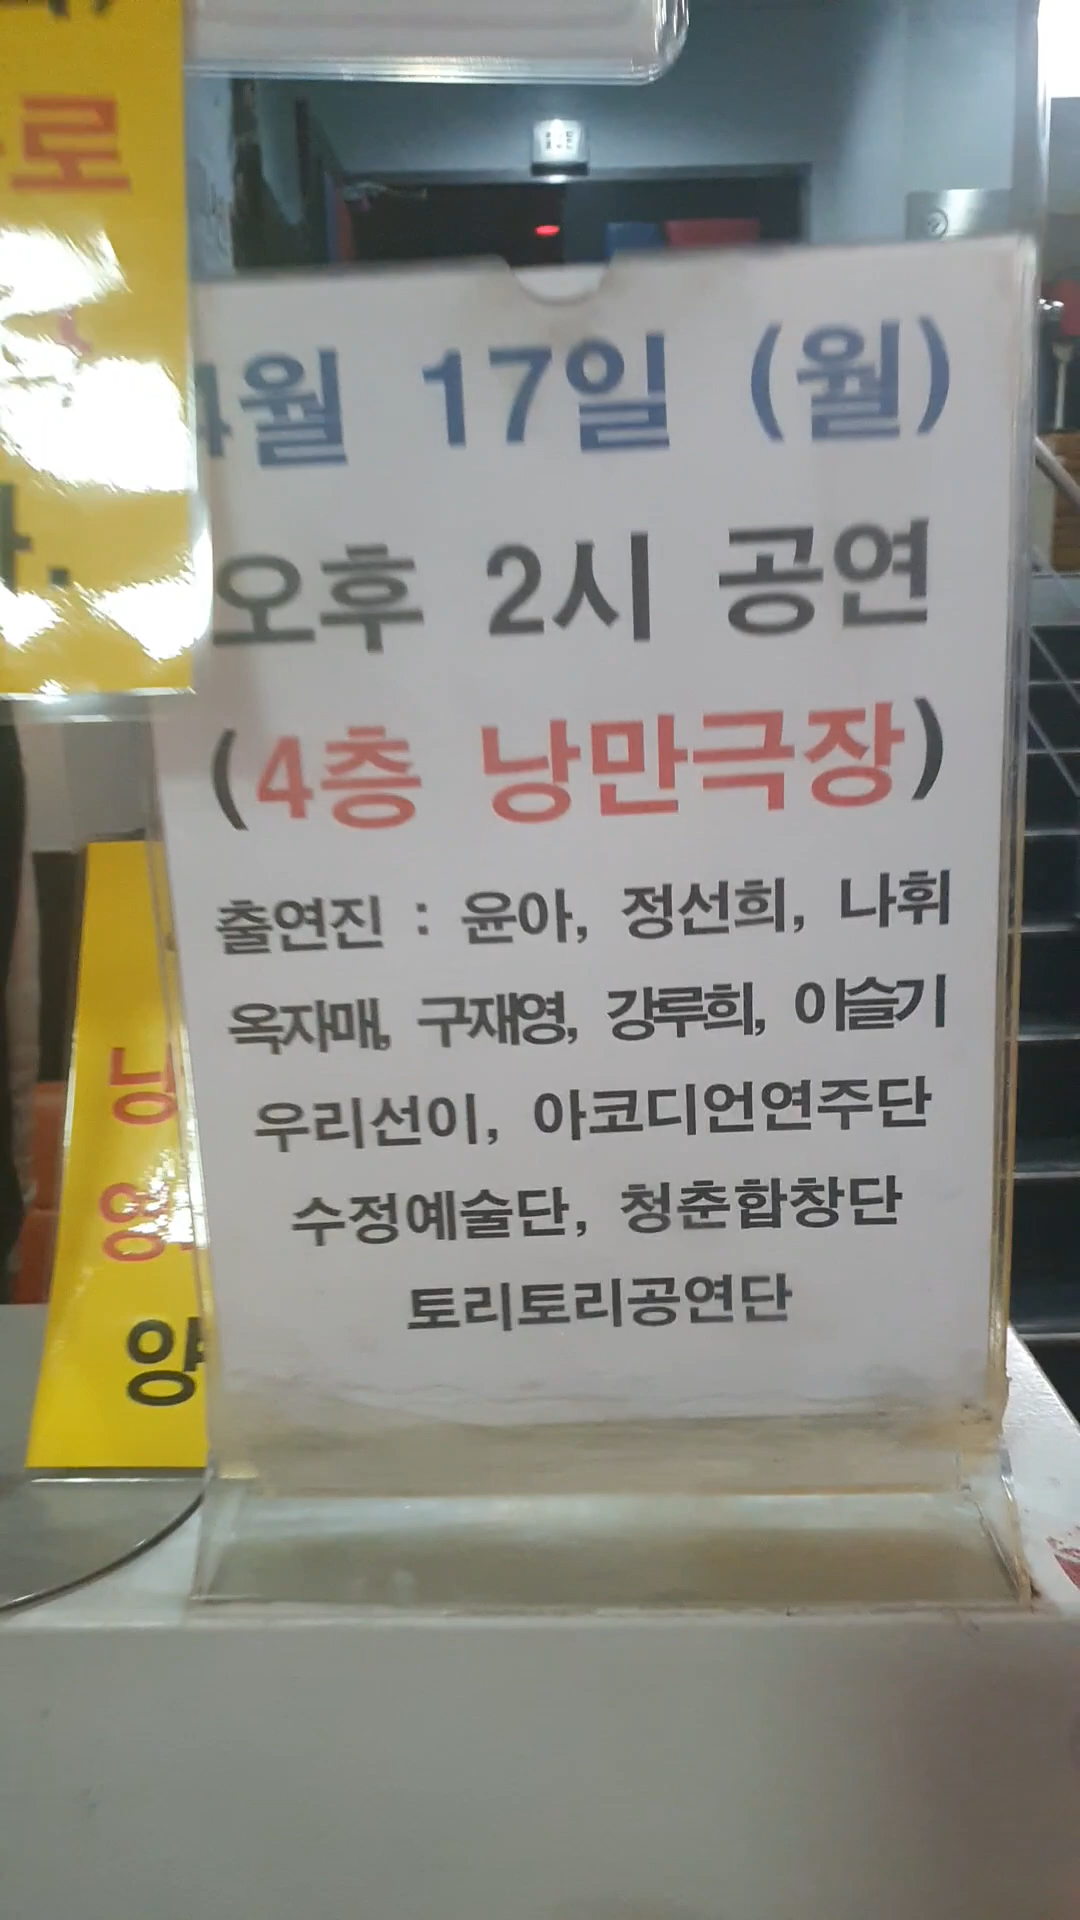 로
4월 17일 (월)
오후 2시 공연
(4층 낭만극장)
출연진 : 윤아, 정선희, 나휘
옥자매, 구재영, 강루희, 이슬기
우리선이, 아코디언연주단
수정예술단, 청춘합창단
토리토리공연단
낭
양